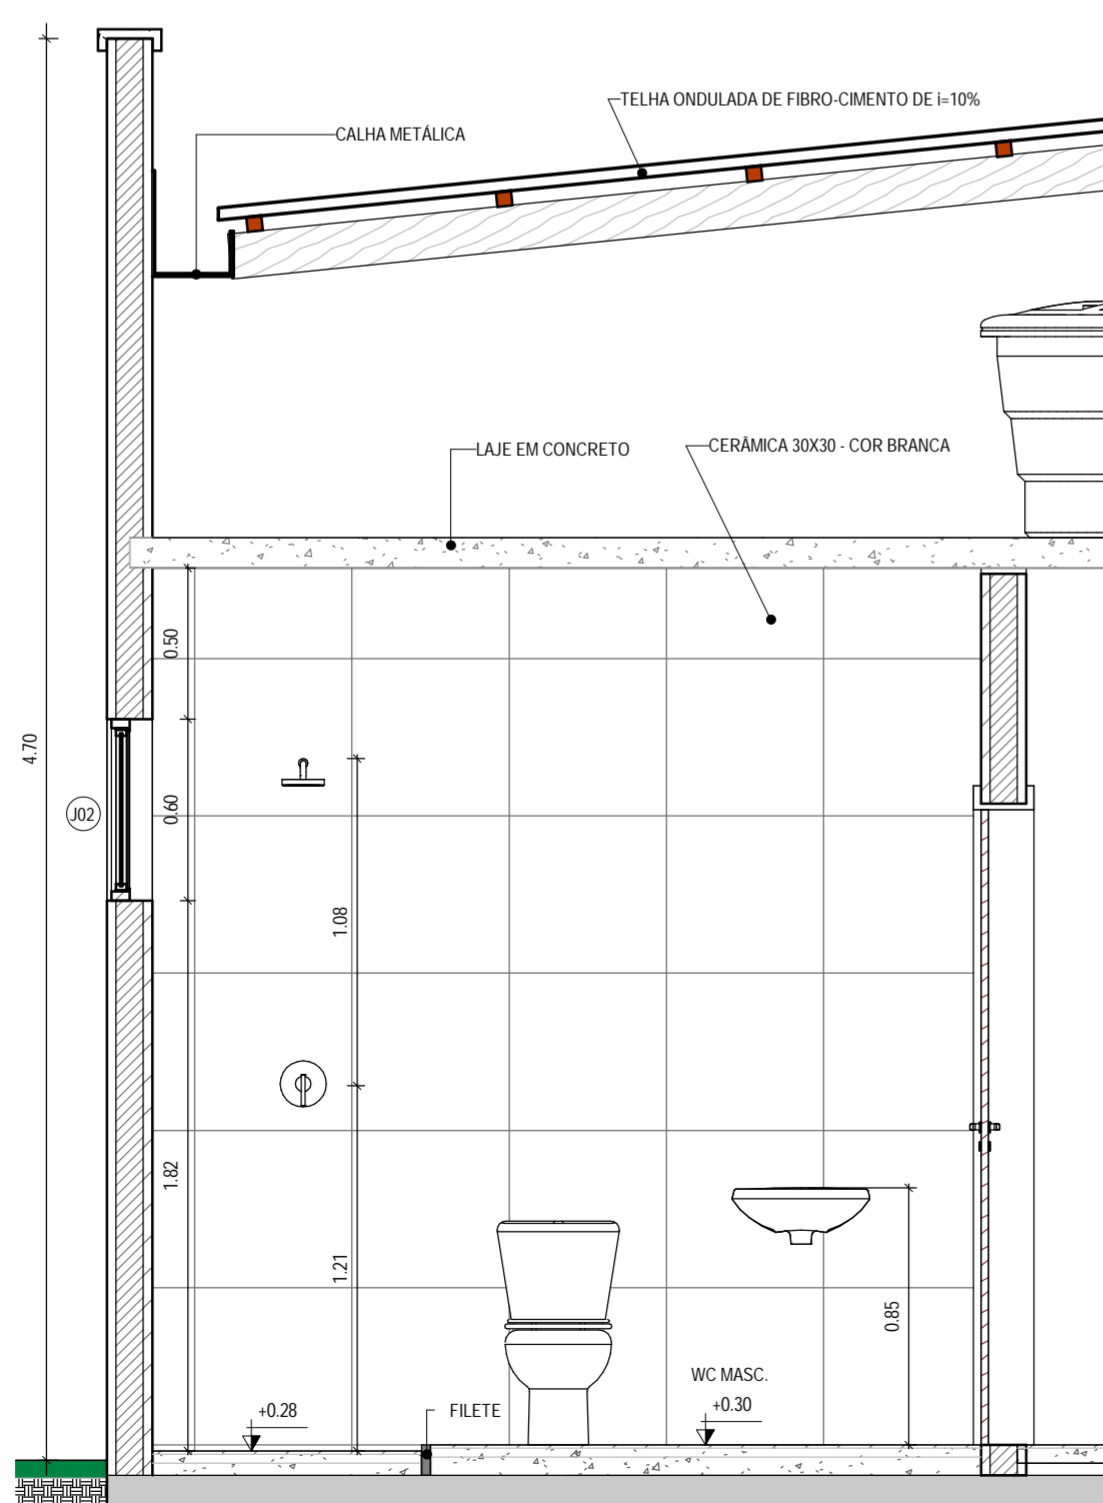 TELHA ONDULADA DE FIBRO-CIMENTO DE i=10%
CALHA METÁLICA
LAJE EM CONCRETO
CERÂMICA 30X30 - COR BRANCA
0.50
4.70
J02
0.60
1.08
1.82
1.21
0.85
WC MASC.
+0.28
FILETE
+0.30